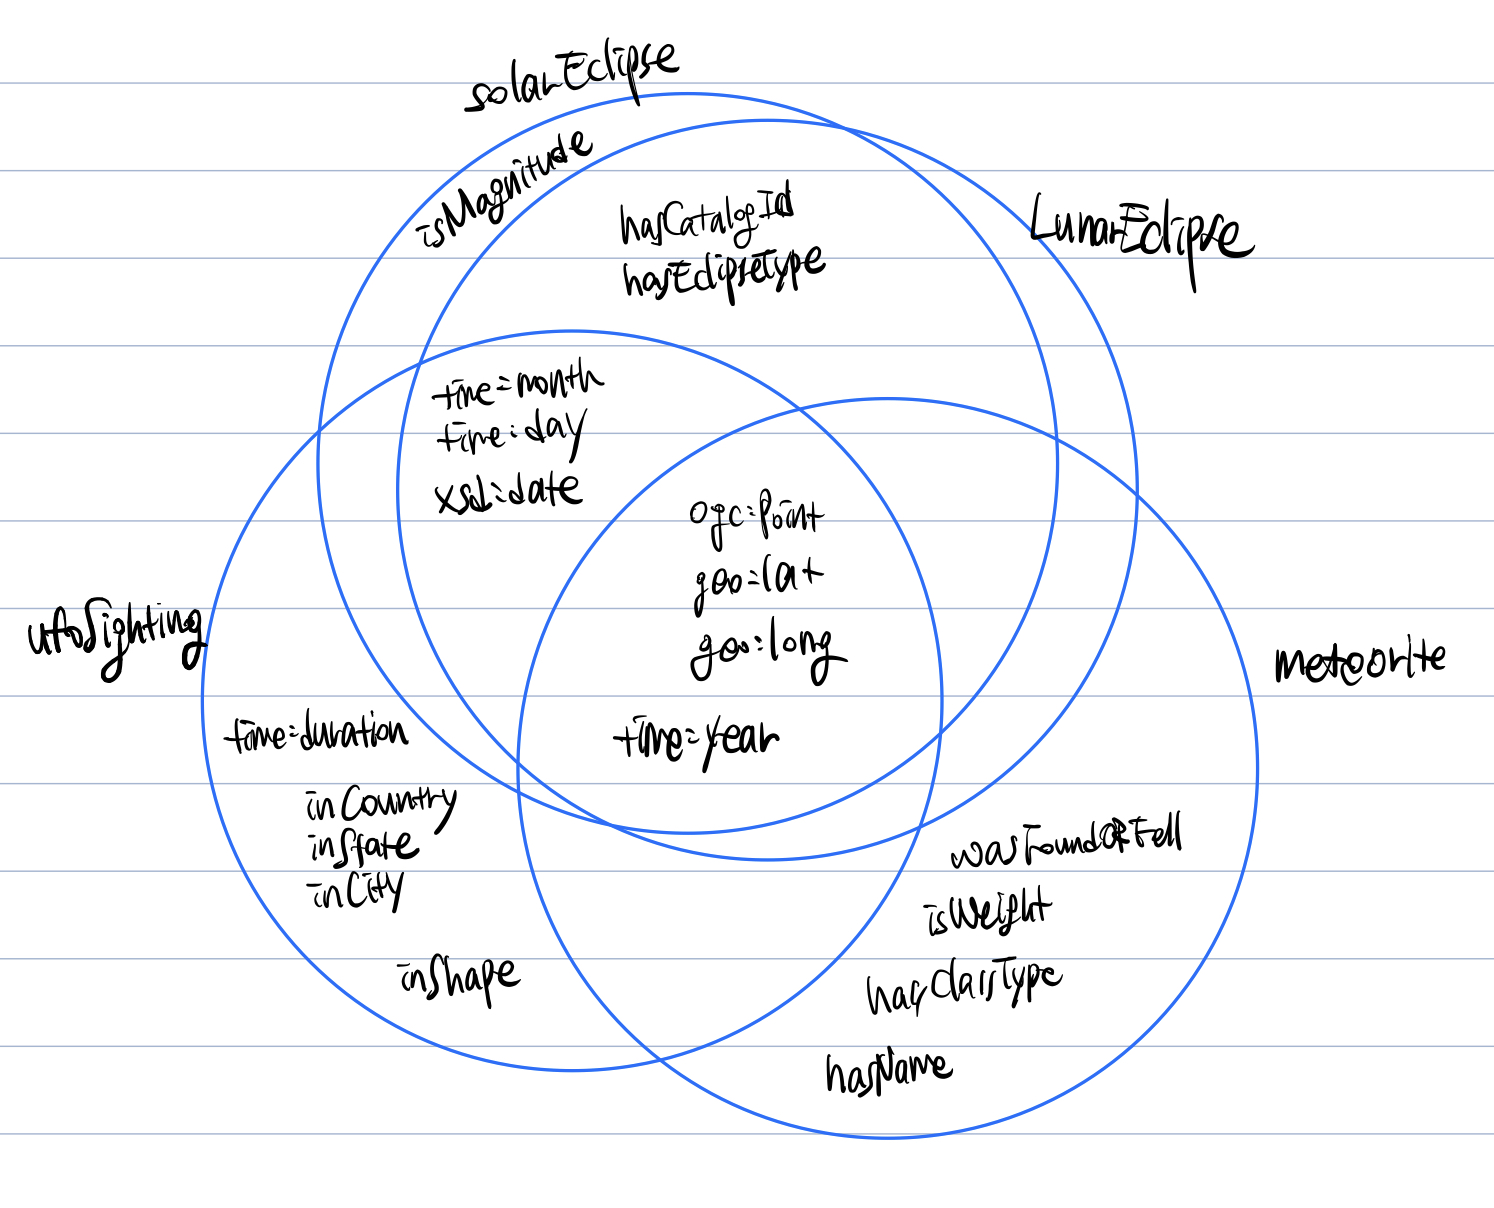 solarEclipse
isMagnitude
hasCatalogId
hasEclipseType
LunarEclipse
time:month
time:day
xsd:date
ogc:Point
geo:lat
geo:long
time:year
ufoSighting
time:duration
inCountry
inState
inCity
inShape
meteorite
wasFoundORFell
isWeight
hasClassType
hasName